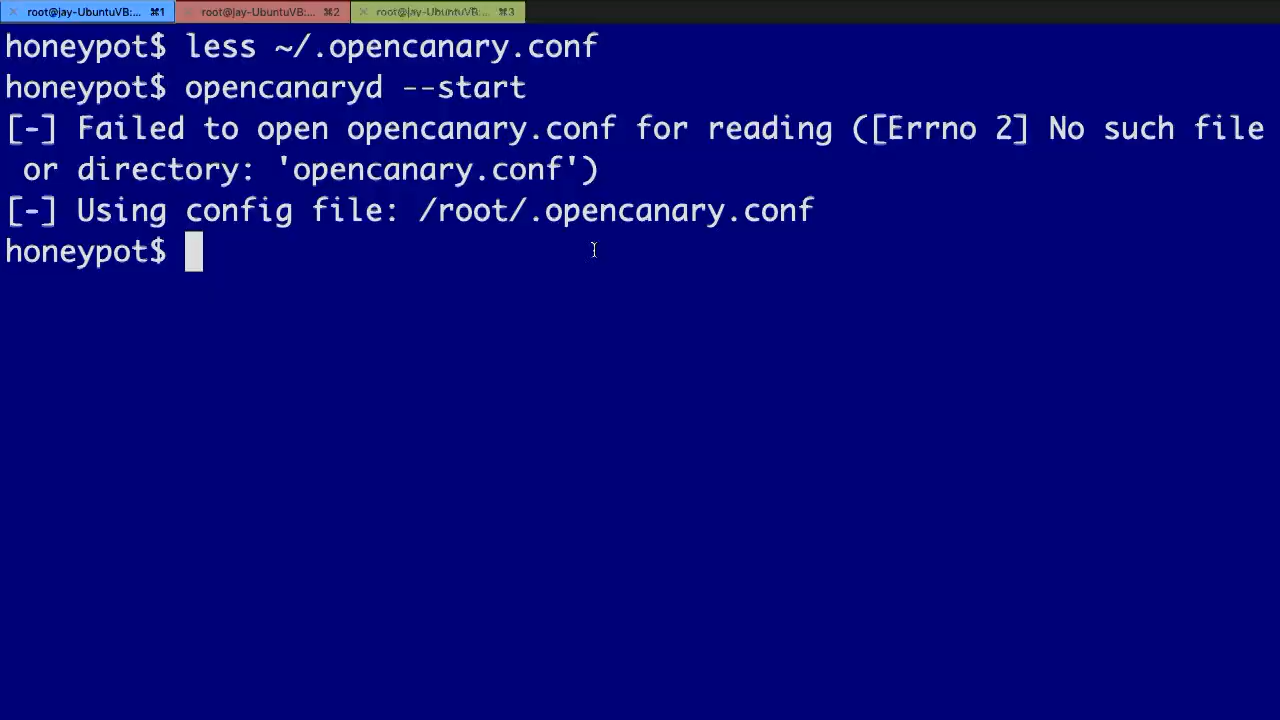 root@jay-UbuntuVB:... ⌘1 root@jay-UbuntuVB:... ⌘2 root@jay-UbuntuVB:... ⌘3
honeypot$ less ~/.opencanary.conf
honeypot$ opencanaryd --start
[-] Failed to open opencanary.conf for reading ([Errno 2] No such file
or directory: 'opencanary.conf')
[-] Using config file: /root/.opencanary.conf
honeypot$